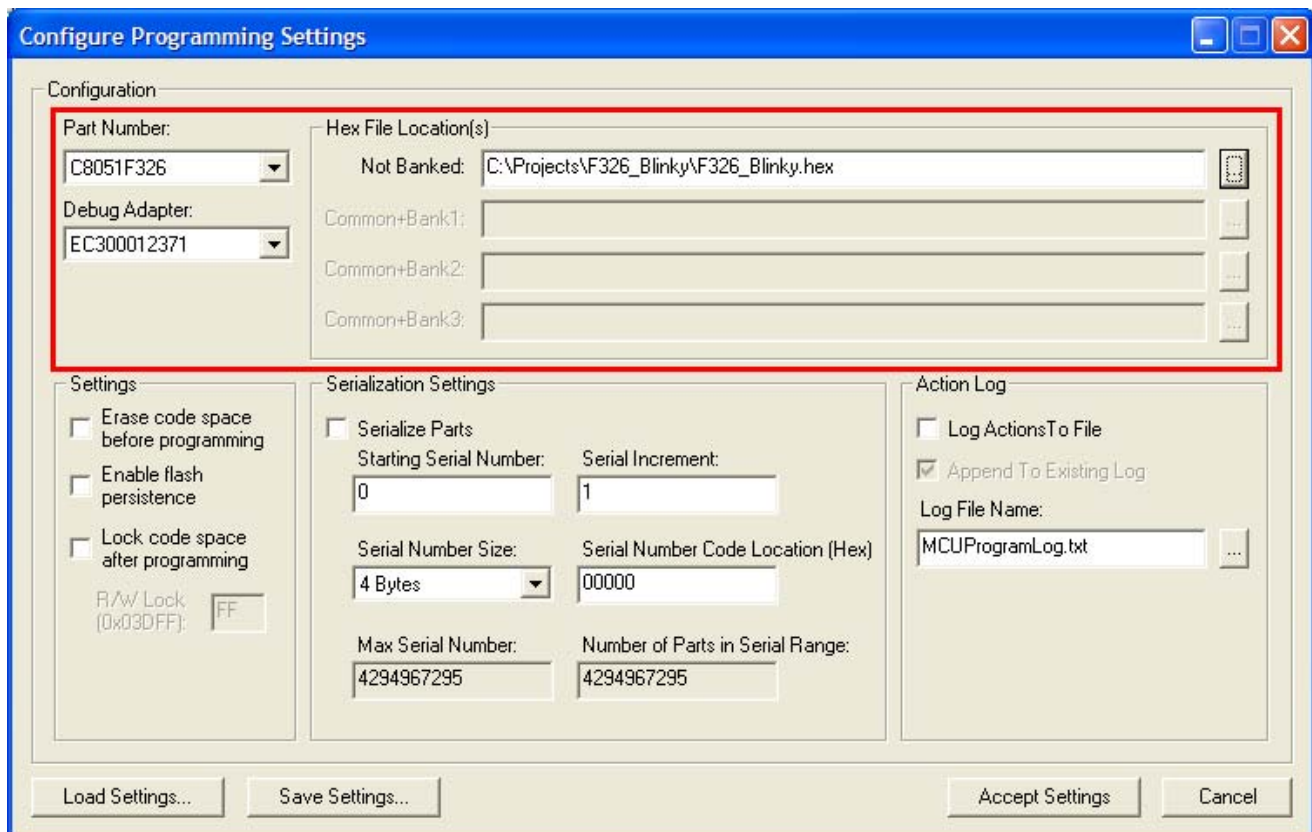 Configure Programming Settings
Configuration
Part Number:
C8051F326
Debug Adapter:
EC300012371
Hex File Location(s)
Not Banked: C:\Projects\F326_Blinky\F326_Blinky.hex
...
Common+Bank1:
...
Common+Bank2:
...
Common+Bank3:
...
Settings
Erase code space
before programming
Enable flash
persistence
Lock code space
after programming
R/W Lock
(0x03DFF): FF
Serialization Settings
Serialize Parts
Starting Serial Number: Serial Increment:
0 1
Serial Number Size: Serial Number Code Location (Hex)
4 Bytes 00000
Max Serial Number: Number of Parts in Serial Range:
4294967295 4294967295
Action Log
Log ActionsTo File
Append To Existing Log
Log File Name:
MCUProgramLog.txt ...
Load Settings... Save Settings... Accept Settings Cancel